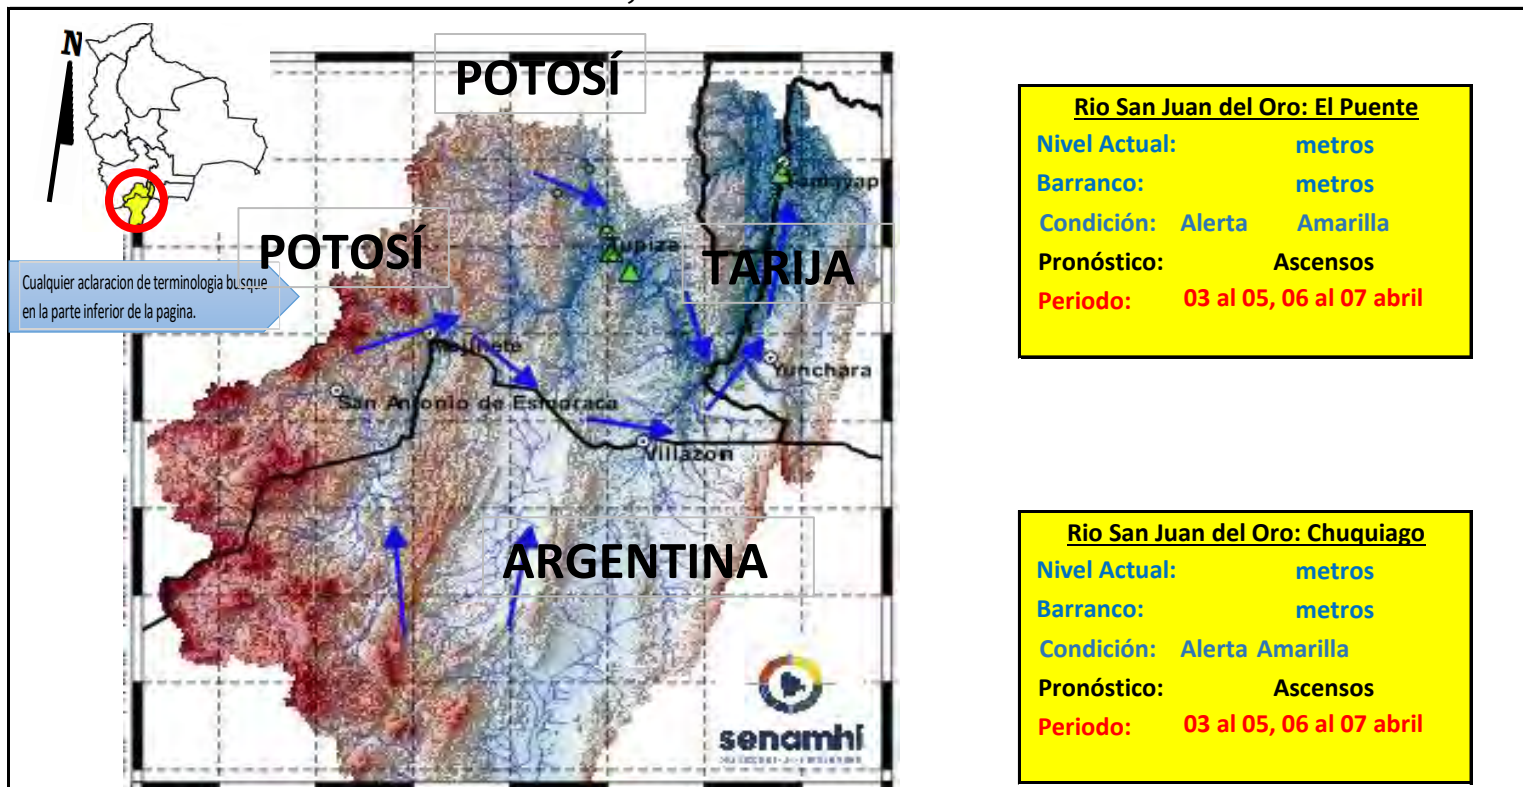 N
POTOSÍ
POTOSÍ
TARIJA
ARGENTINA
Cualquier aclaracion de terminologia busque
en la parte inferior de la pagina.
Tupiza
San Antonio de Esmoraca
Yunchara
Villazon
senamhi
Rio San Juan del Oro: El Puente
Nivel Actual: metros
Barranco: metros
Condición: Alerta Amarilla
Pronóstico: Ascensos
Periodo: 03 al 05, 06 al 07 abril
Rio San Juan del Oro: Chuquiago
Nivel Actual: metros
Barranco: metros
Condición: Alerta Amarilla
Pronóstico: Ascensos
Periodo: 03 al 05, 06 al 07 abril